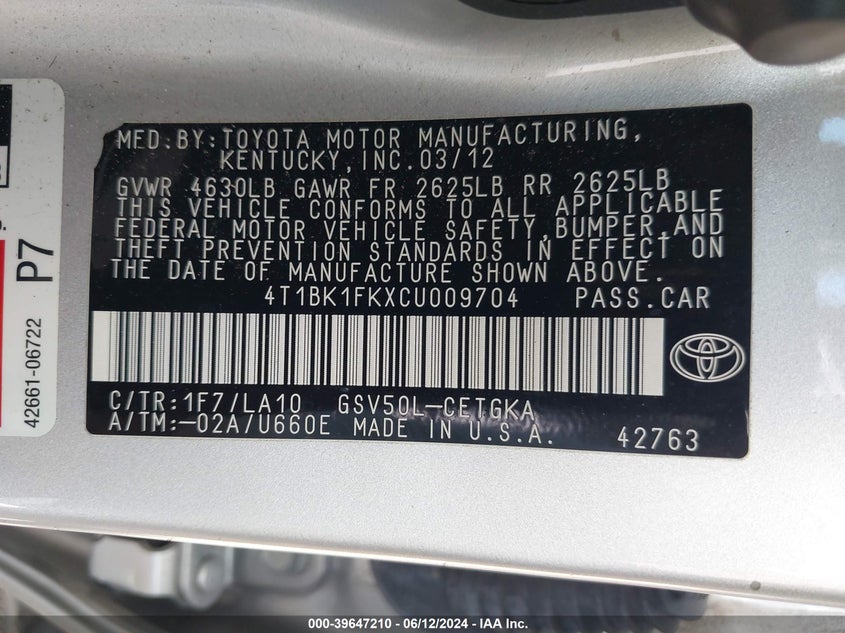 MFD.BY:TOYOTA MOTOR MANUFACTURING,
KENTUCKY,INC.03/12
GVWR 4630LB GAWR FR 2625LB RR 2625LB
THIS VEHICLE CONFORMS TO ALL APPLICABLE
FEDERAL MOTOR VEHICLE SAFETY,BUMPER,AND
THEFT PREVENTION STANDARDS IN EFFECT ON
THE DATE OF MANUFACTURE SHOWN ABOVE.
4T1BK1FKXCU009704 PASS.CAR
C/TR:1F7/LA10 GSV50L-CETGKA
A/TM:-02A/U660E MADE IN U.S.A. 42763
P7
42661-06722
000-39647210 - 06/12/2024 - IAA Inc.